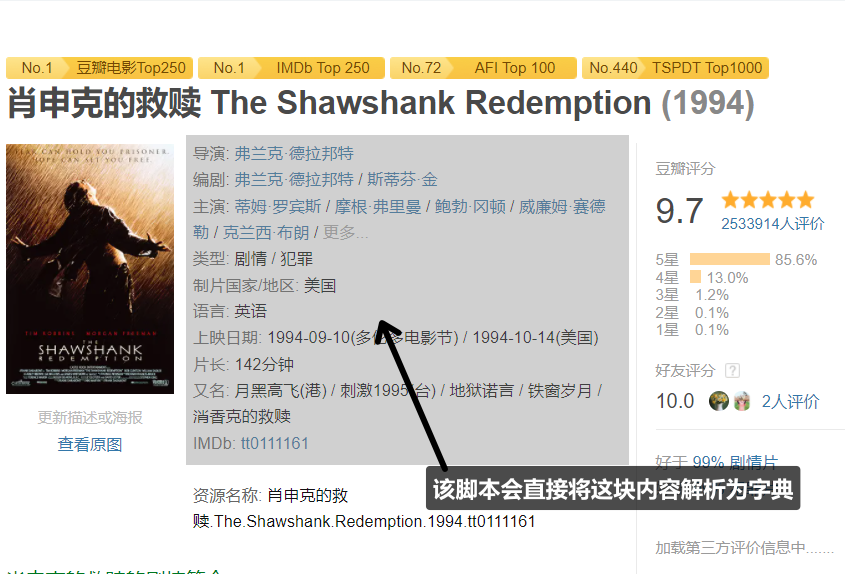 No.1 豆瓣电影Top250 No.1 IMDb Top 250 No.72 AFI Top 100 No.440 TSPDT Top1000
肖申克的救赎 The Shawshank Redemption (1994)
FEAR CAN HOLD YOU PRISONER.
HOPE CAN SET YOU FREE.
TIM ROBBINS MORGAN FREEMAN
THE
SHAWSHANK
REDEMPTION
更新描述或海报
查看原图
导演: 弗兰克·德拉邦特
编剧: 弗兰克·德拉邦特 / 斯蒂芬·金
主演: 蒂姆·罗宾斯 / 摩根·弗里曼 / 鲍勃·冈顿 / 威廉姆·赛德
勒 / 克兰西·布朗 / 更多...
类型: 剧情 / 犯罪
制片国家/地区: 美国
语言: 英语
上映日期: 1994-09-10(多伦多电影节) / 1994-10-14(美国)
片长: 142分钟
又名: 月黑高飞(港) / 刺激1995(台) / 地狱诺言 / 铁窗岁月 /
消香克的救赎
IMDb: tt0111161
该脚本会直接将这块内容解析为字典
资源名称: 肖申克的救
赎.The.Shawshank.Redemption.1994.tt0111161
豆瓣评分
9.7
2533914人评价
5星 85.6%
4星 13.0%
3星 1.2%
2星 0.1%
1星 0.1%
好友评分 ?
10.0 2人评价
好于 99% 剧情片
加载第三方评价信息中.......